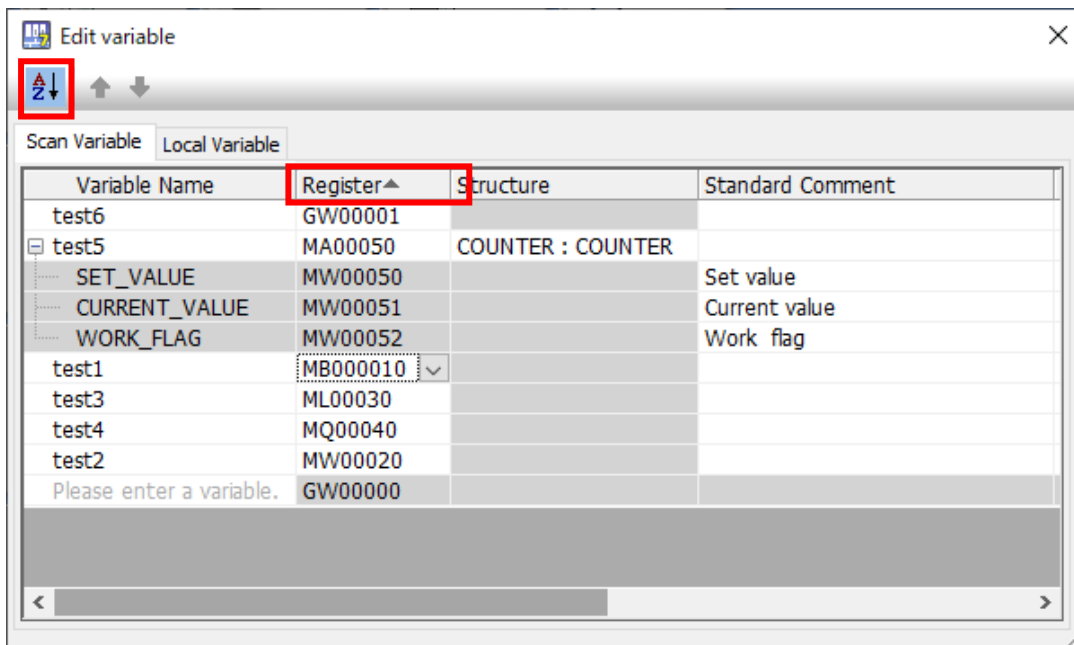 Edit variable
A
Z
Scan Variable Local Variable
Variable Name Register Structure Standard Comment
test6 GW00001
test5 MA00050 COUNTER : COUNTER
SET_VALUE MW00050 Set value
CURRENT_VALUE MW00051 Current value
WORK_FLAG MW00052 Work flag
test1 MB000010
test3 ML00030
test4 MQ00040
test2 MW00020
Please enter a variable. GW00000